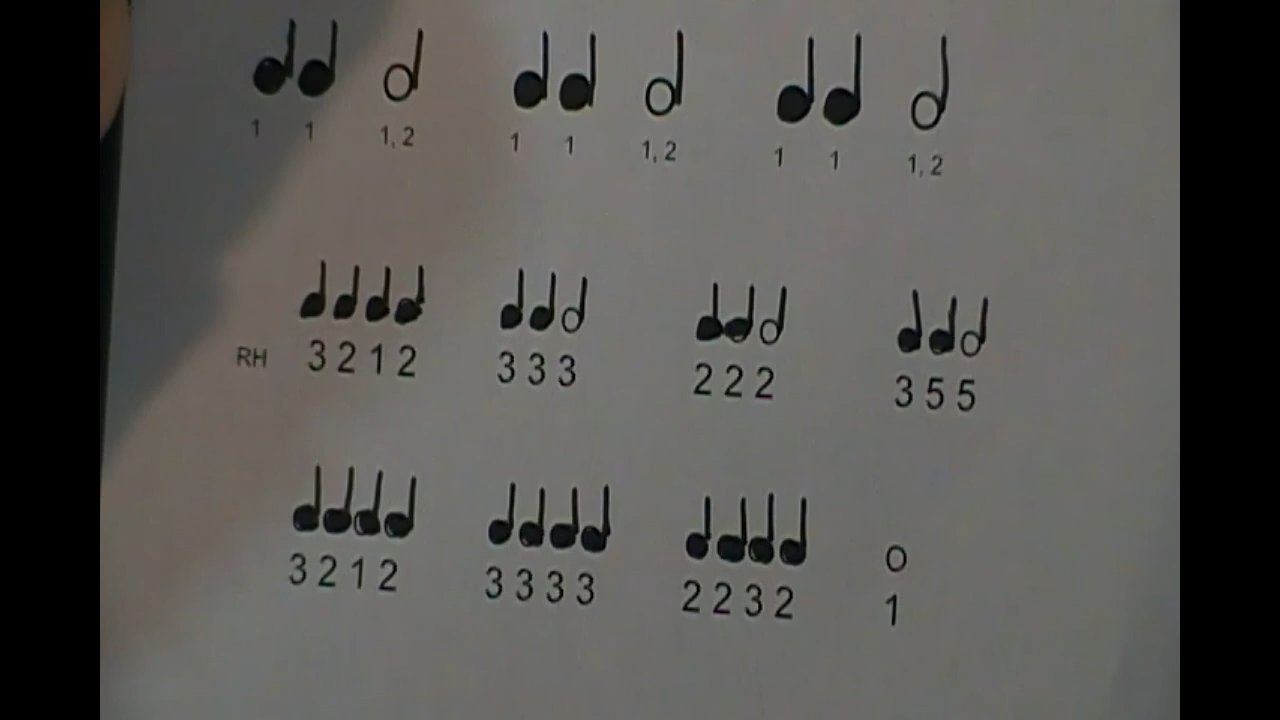 1 1 1, 2 1 1 1, 2 1 1 1, 2
RH 3 2 1 2 3 3 3 2 2 2 3 5 5
3 2 1 2 3 3 3 3 2 2 3 2 1